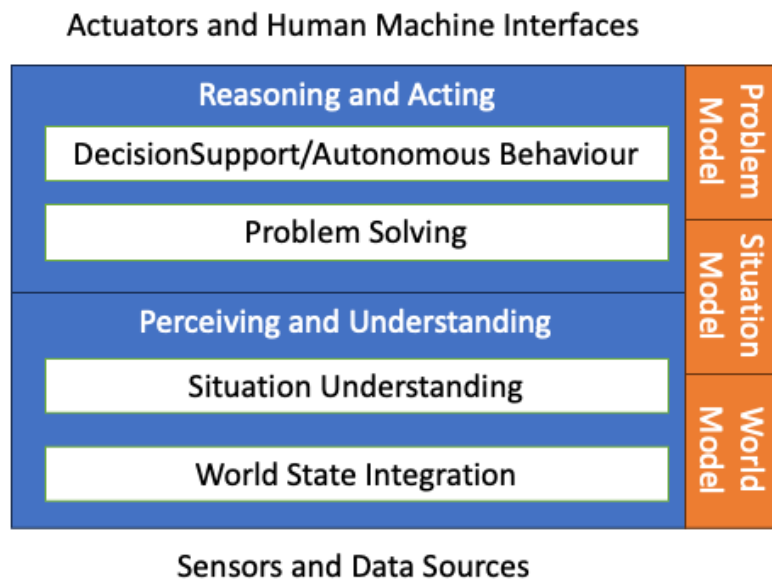 Actuators and Human Machine Interfaces
Reasoning and Acting
DecisionSupport/Autonomous Behaviour
Problem Solving
Perceiving and Understanding
Situation Understanding
World State Integration
Problem
Model
Situation
Model
World
Model
Sensors and Data Sources